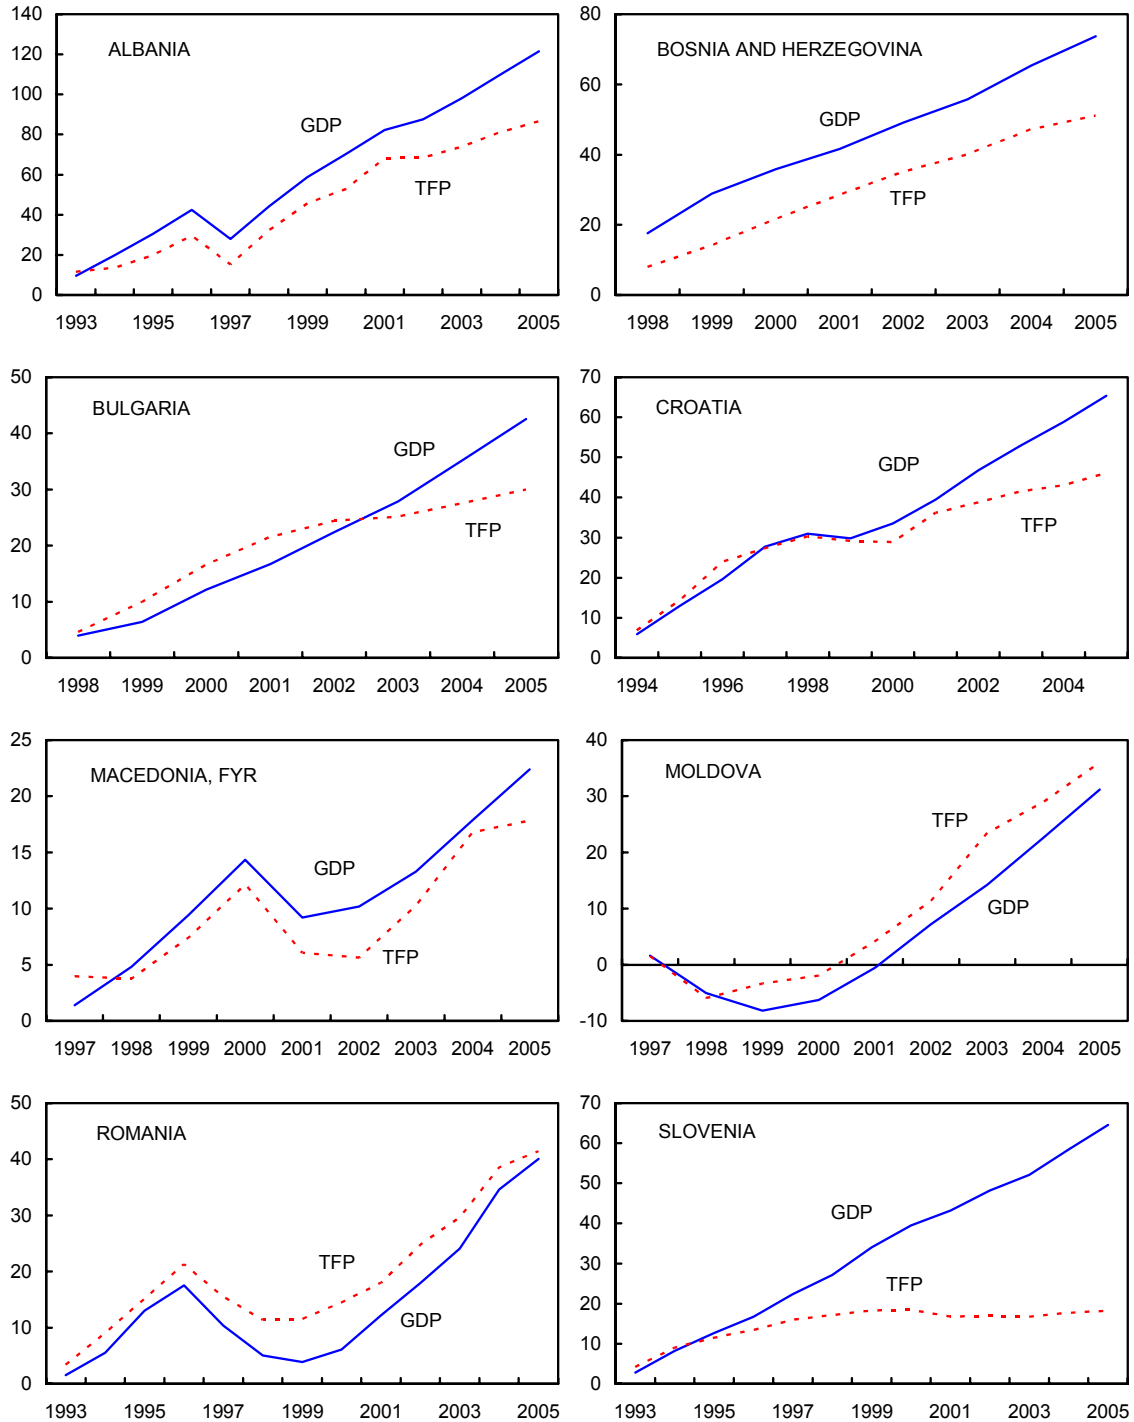 140
120
100
80
60
40
20
0
ALBANIA
GDP
TFP
1993 1995 1997 1999 2001 2003 2005
80
60
40
20
0
BOSNIA AND HERZEGOVINA
GDP
TFP
1998 1999 2000 2001 2002 2003 2004 2005
50
40
30
20
10
0
BULGARIA
GDP
TFP
1998 1999 2000 2001 2002 2003 2004 2005
70
60
50
40
30
20
10
0
CROATIA
GDP
TFP
1994 1996 1998 2000 2002 2004
25
20
15
10
5
0
MACEDONIA, FYR
GDP
TFP
1997 1998 1999 2000 2001 2002 2003 2004 2005
40
30
20
10
0
-10
MOLDOVA
TFP
GDP
1997 1998 1999 2000 2001 2002 2003 2004 2005
50
40
30
20
10
0
ROMANIA
TFP
GDP
1993 1995 1997 1999 2001 2003 2005
70
60
50
40
30
20
10
0
SLOVENIA
GDP
TFP
1993 1995 1997 1999 2001 2003 2005